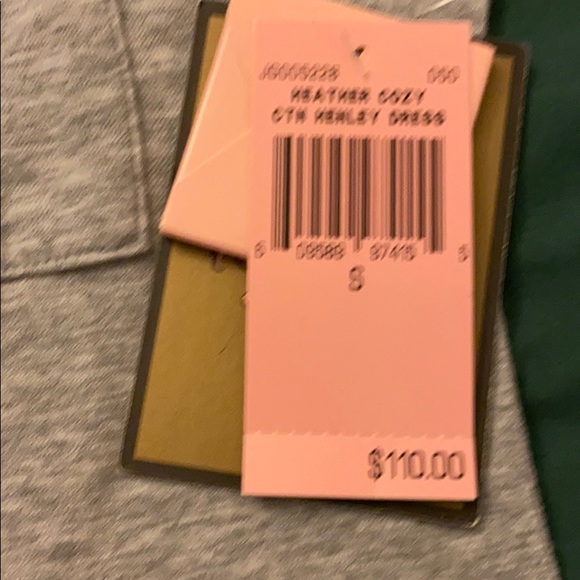 JG005228 050
HEATHER COZY
CTN HENLEY DRESS
S
$110.00